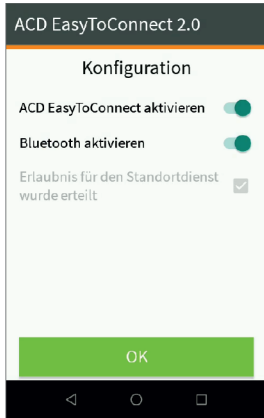 ACD EasyToConnect 2.0
Konfiguration
ACD EasyToConnect aktivieren
Bluetooth aktivieren
Erlaubnis für den Standortdienst
wurde erteilt
OK